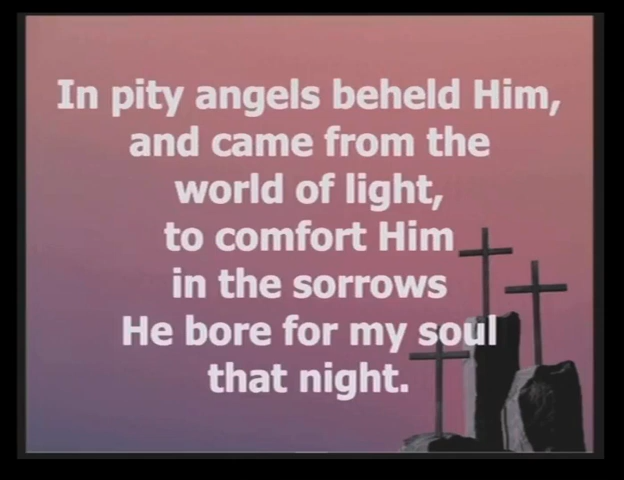 In pity angels beheld Him,
and came from the
world of light,
to comfort Him
in the sorrows
He bore for my soul
that night.